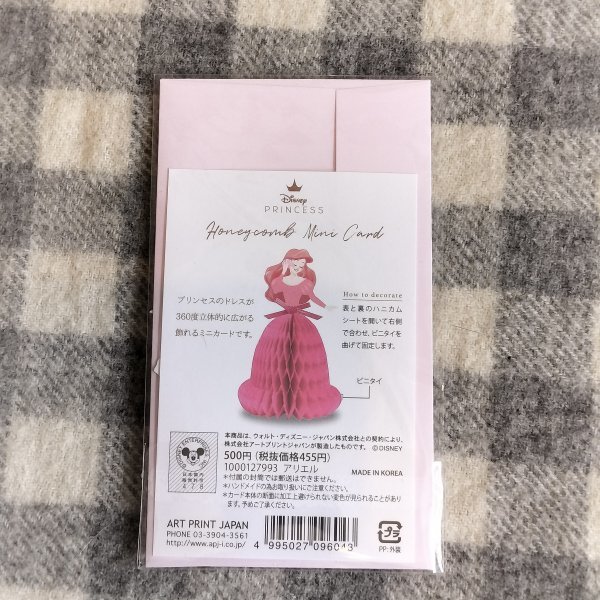 Disney
PRINCESS
Honeycomb Mini Card
プリンセスのドレスが
360度立体的に広がる
飾れるミニカードです。
How to decorate
表と裏のハニカム
シートを開いて右側
で合わせ、ビニタイを
曲げて固定します。
ビニタイ
本商品は、ウォルト・ディズニー・ジャパン株式会社との契約により、
株式会社アートプリントジャパンが製造したものです。 ©DISNEY
500円(税抜価格455円)
1000127993 アリエル
MADE IN KOREA
*付属の封筒では郵送はできません。
*ハンドメイドの為お取り扱いにご注意ください。
*カード本体の断面に加工上避けられない変色が見られることがあり
ます。予めご了承ください。
ART PRINT JAPAN
PHONE 03-3904-3561
http://www.apj-i.co.jp/
4 995027 096043
プラ
PP:外装